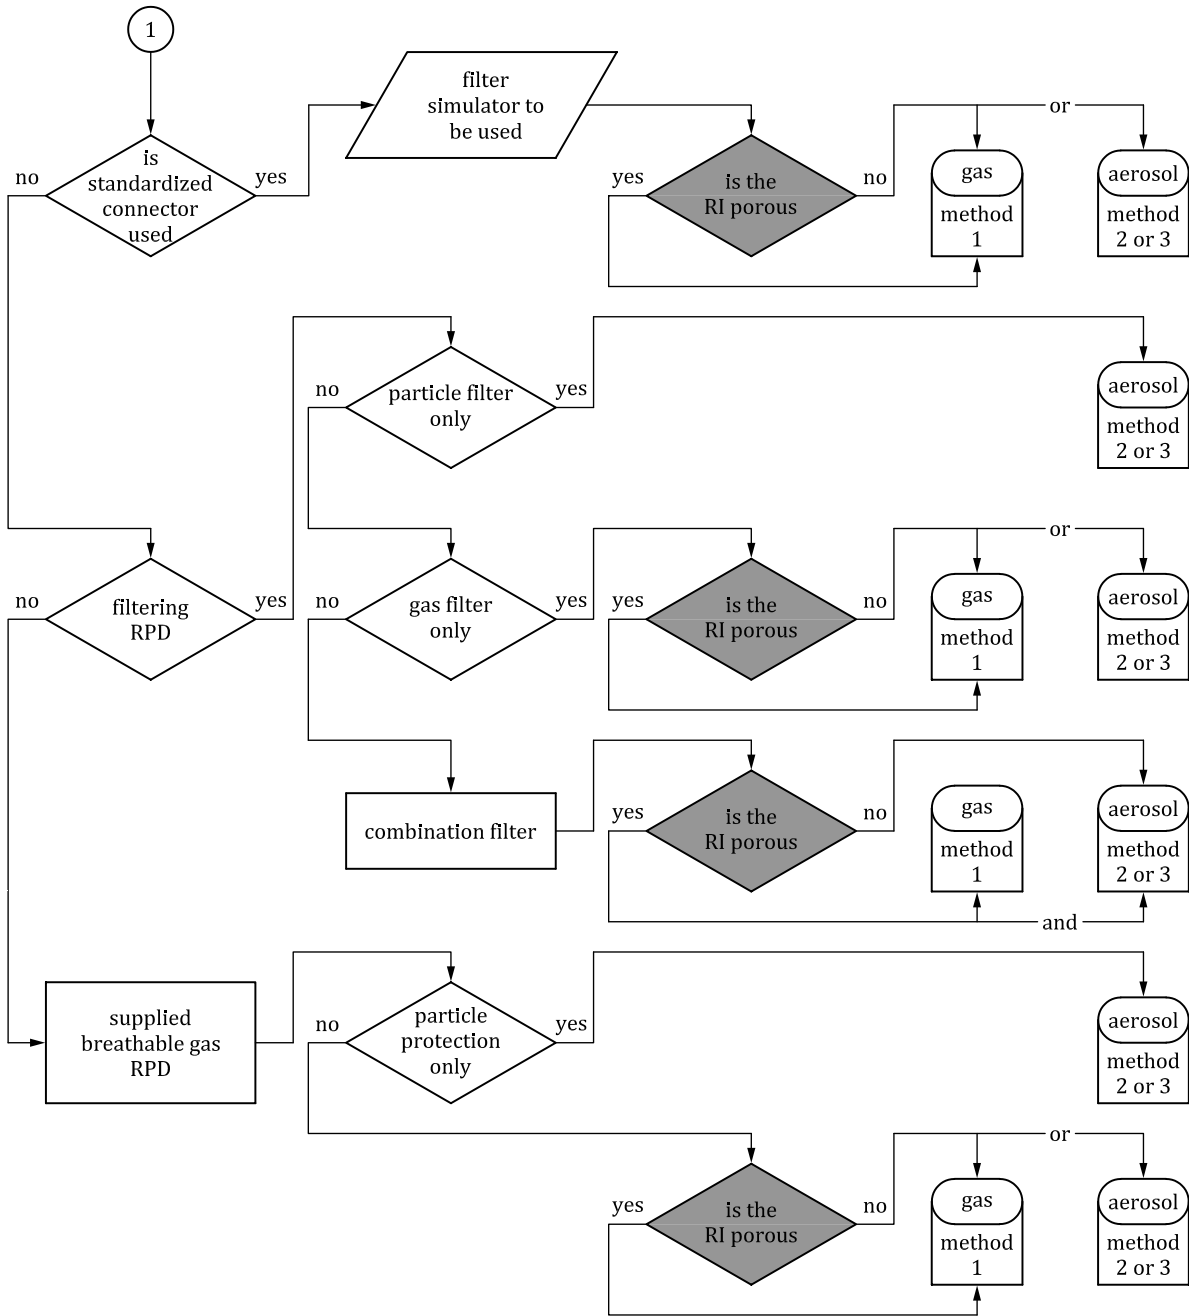 1
filter
simulator to
be used
or
is
standardized
connector
used
no
yes
yes
is the
RI porous
no
gas
method
1
aerosol
method
2 or 3
no
particle filter
only
yes
aerosol
method
2 or 3
no
filtering
RPD
yes
no
gas filter
only
yes
yes
is the
RI porous
no
or
gas
method
1
aerosol
method
2 or 3
combination filter
yes
is the
RI porous
no
gas
method
1
aerosol
method
2 or 3
and
supplied
breathable gas
RPD
no
particle
protection
only
yes
aerosol
method
2 or 3
or
yes
is the
RI porous
no
gas
method
1
aerosol
method
2 or 3